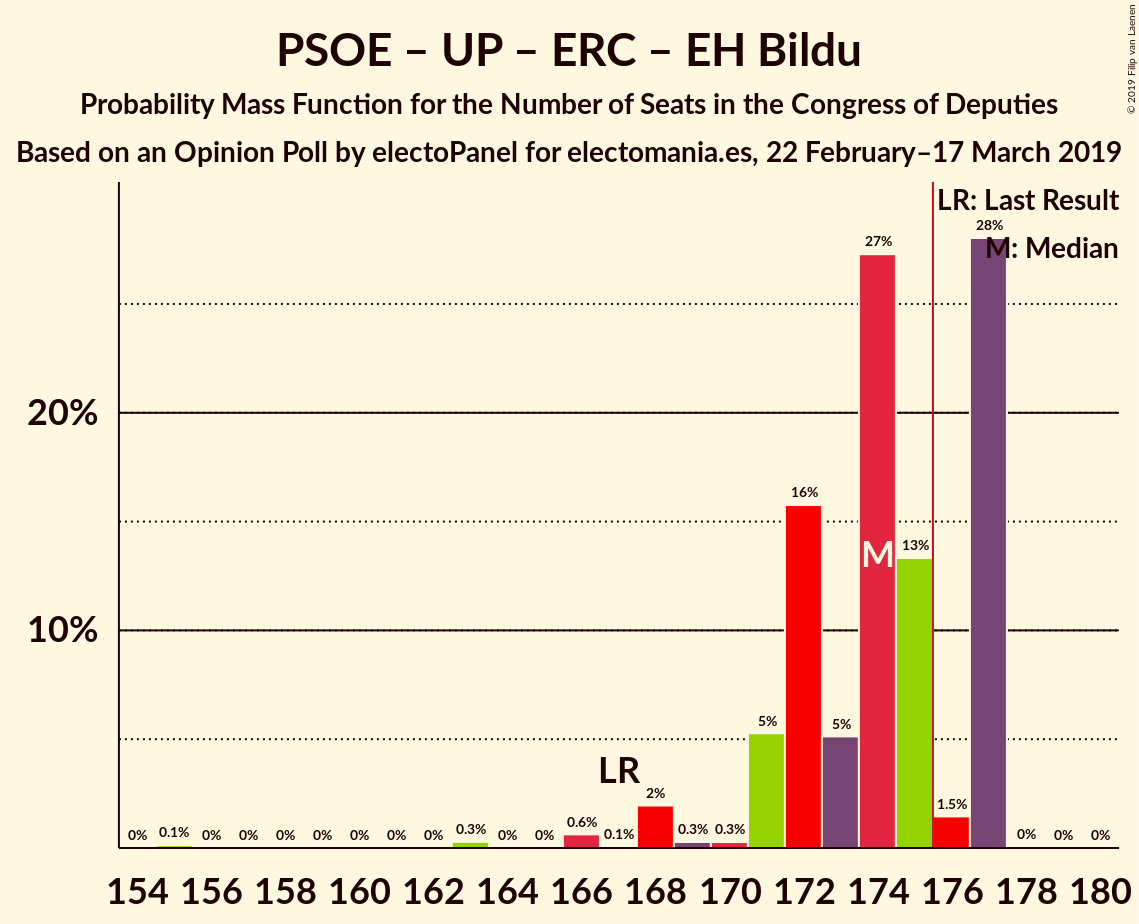 PSOE – UP – ERC – EH Bildu
Probability Mass Function for the Number of Seats in the Congress of Deputies
Based on an Opinion Poll by electoPanel for electomania.es, 22 February–17 March 2019
© 2019 Filip van Laenen
LR: Last Result
M: Median
20%
10%
0% 0.1% 0% 0% 0% 0% 0% 0% 0% 0.3% 0% 0% 0.6% 0.1% 2% 0.3% 0.3% 5% 16% 5% 27% 13% 1.5% 28% 0% 0% 0%
LR
M
154 156 158 160 162 164 166 168 170 172 174 176 178 180